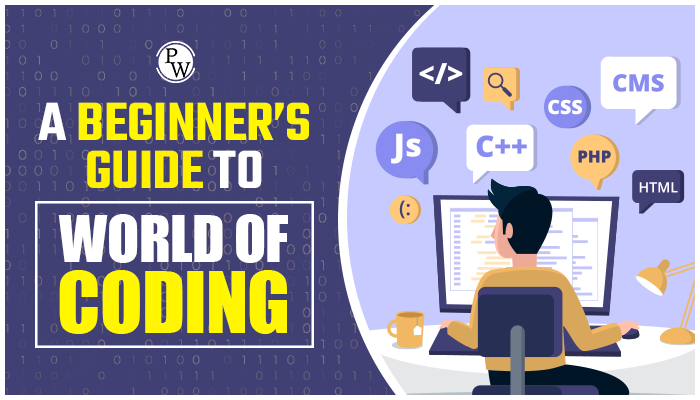 PW
A BEGINNER'S
GUIDE TO
WORLD OF
CODING
</>
CMS
CSS
Js
C++
PHP
HTML
(: